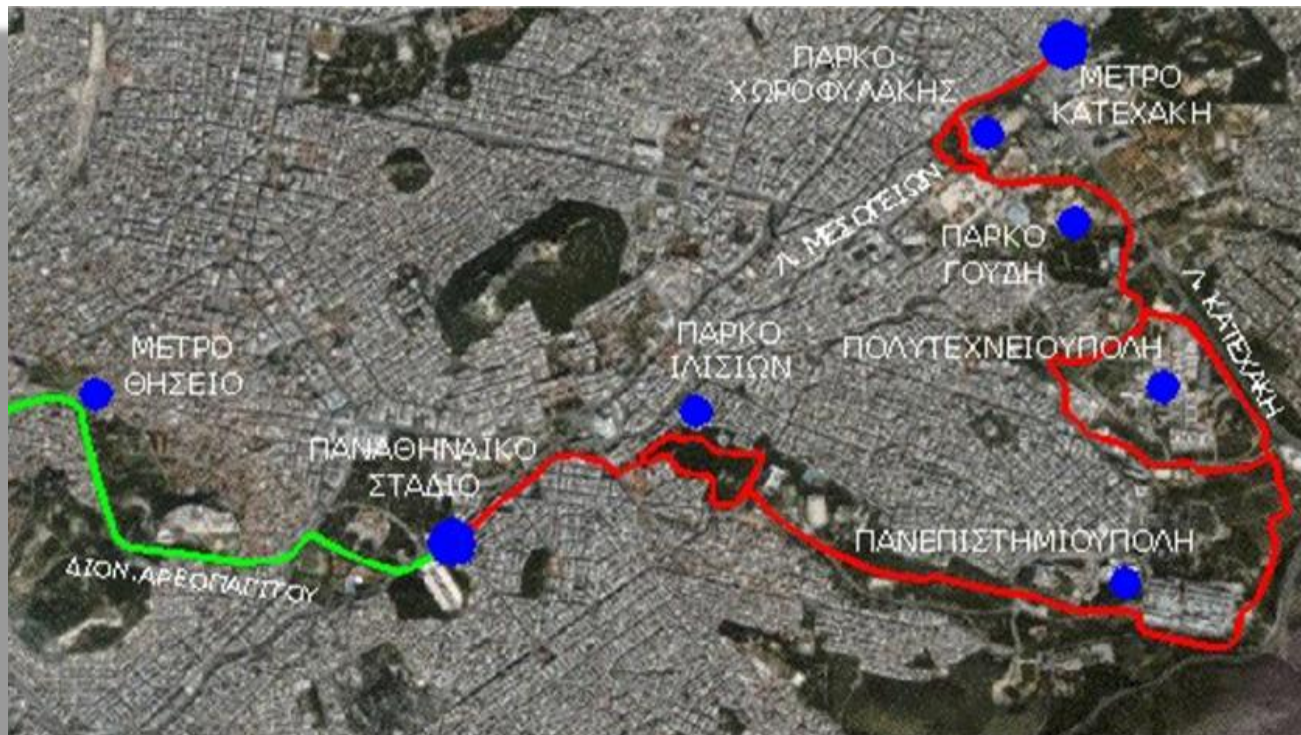 ΠΑΡΚΟ
ΧΩΡΟΦΥΛΑΚΗΣ
ΜΕΤΡΟ
ΚΑΤΕΧΑΚΗ
Λ. ΜΕΣΟΓΕΙΩΝ
ΠΑΡΚΟ
ΓΟΥΔΗ
Λ. ΚΑΤΕΧΑΚΗ
ΜΕΤΡΟ
ΘΗΣΕΙΟ
ΠΑΡΚΟ
ΙΛΙΣΙΩΝ
ΠΟΛΥΤΕΧΝΕΙΟΥΠΟΛΗ
ΠΑΝΑΘΗΝΑΙΚΟ
ΣΤΑΔΙΟ
ΠΑΝΕΠΙΣΤΗΜΙΟΥΠΟΛΗ
ΔΙΟΝ.ΑΡΕΟΠΑΓΙΤΟΥ